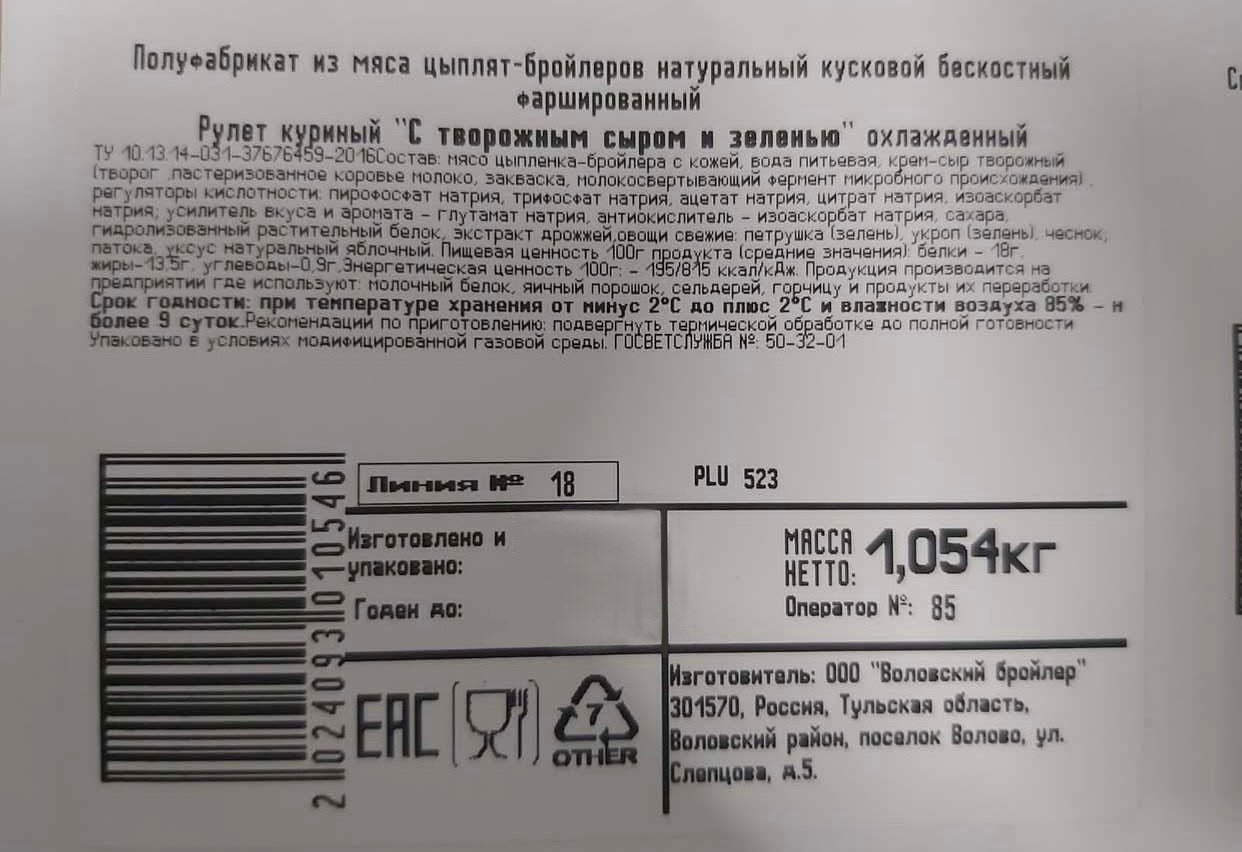 Полуфабрикат из мяса цыплят-бройлеров натуральный кусковой бескостный
фаршированный
Рулет куриный "С творожным сыром и зеленью" охлажденный
ТУ 10.13.14-031-37676459-2016Состав: мясо цыпленка-бройлера с кожей, вода питьевая, крем-сыр творожный
(творог ,пастеризованное коровье молоко, закваска, молокосвертывающий фермент микробного происхождения) ,
регуляторы кислотности: пирофосфат натрия, трифосфат натрия, ацетат натрия, цитрат натрия, изоаскорбат
натрия; усилитель вкуса и аромата - глутамат натрия, антиокислитель - изоаскорбат натрия, сахара,
гидролизованный растительный белок, экстракт дрожжей,овощи свежие: петрушка (зелень), укроп (зелень), чеснок,
патока, уксус натуральный яблочный. Пищевая ценность 100г продукта (средние значения): белки - 18г,
жиры-13,5г, углеводы-0,9г.Энергетическая ценность 100г: - 195/815 ккал/кДж. Продукция производится на
предприятии где используют: молочный белок, яичный порошок, сельдерей, горчицу и продукты их переработки.
Срок годности: при температуре хранения от минус 2°C до плюс 2°C и влажности воздуха 85% - н
более 9 суток.Рекомендации по приготовлению: подвергнуть термической обработке до полной готовности
Упаковано в условиях модифицированной газовой среды. ГОСВЕТСЛУЖБА №: 50-32-01
Линия № 18
PLU 523
Изготовлено и
упаковано:
Годен до:
МАССА
НЕТТО: 1,054кг
Оператор №: 85
2024093010546
EAC
7
OTHER
Изготовитель: ООО "Воловский бройлер"
301570, Россия, Тульская область,
Воловский район, поселок Волово, ул.
Слепцова, д.5.